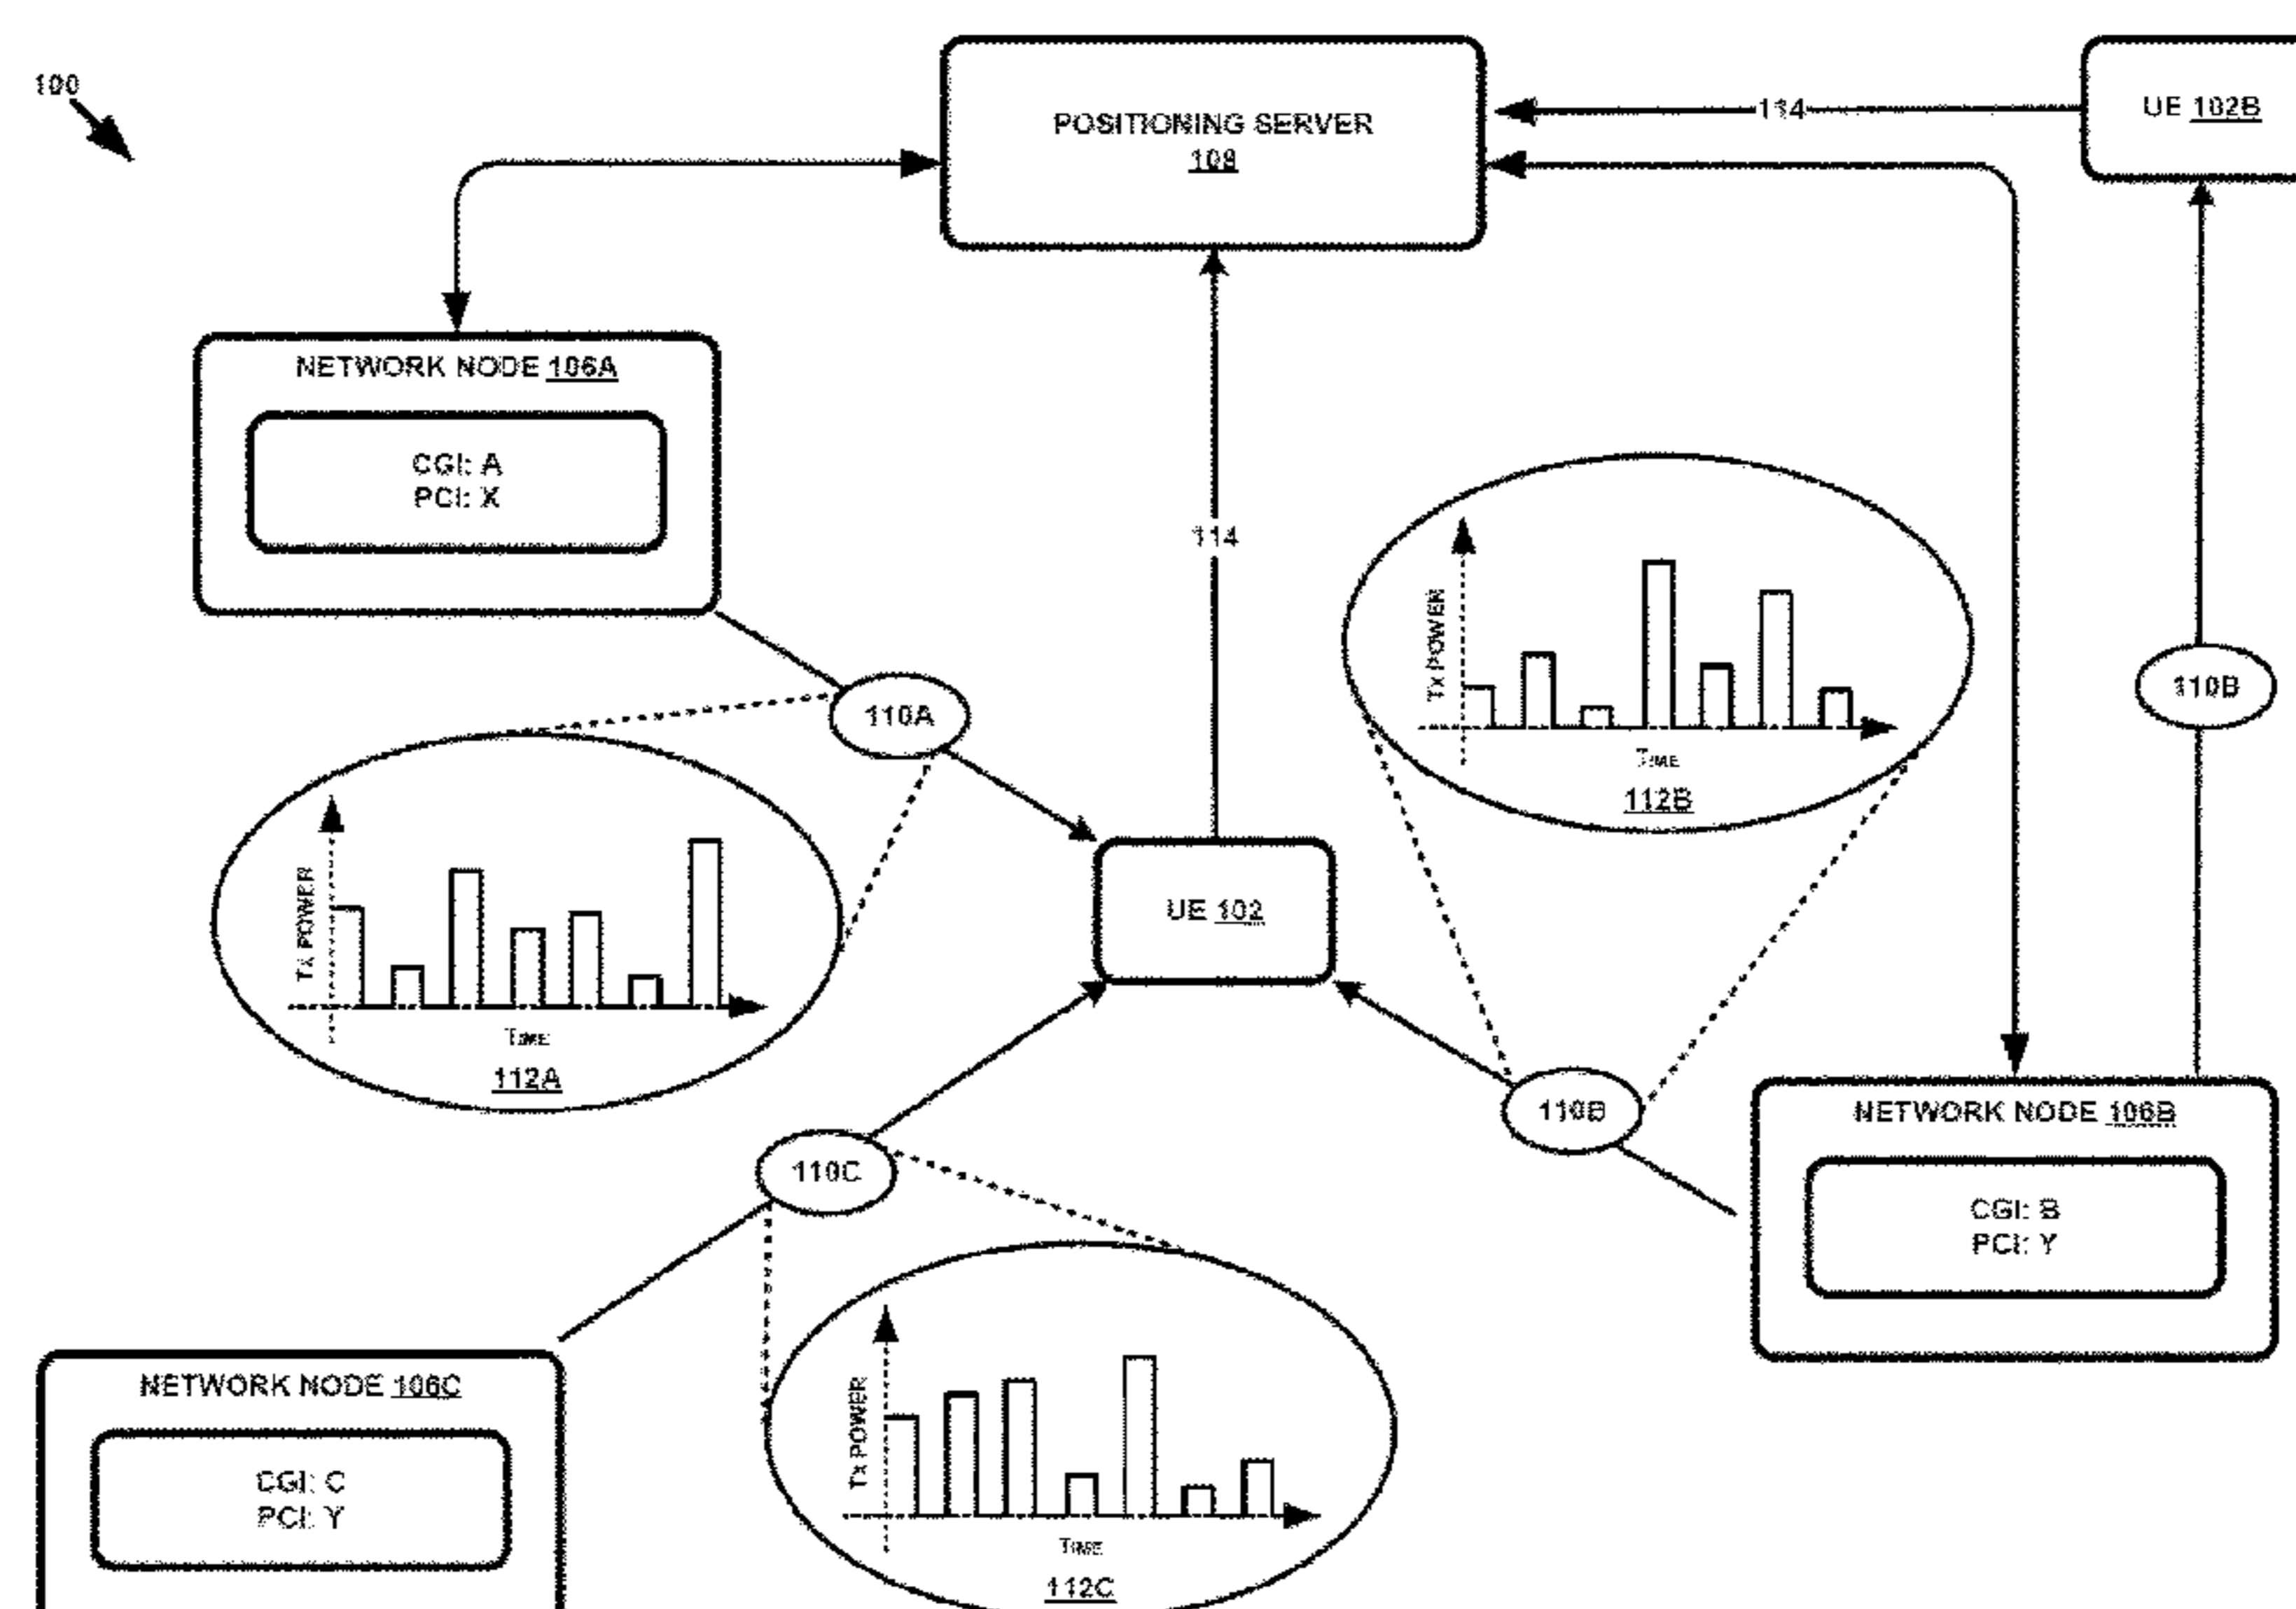 100
POSITIONING SERVER
108
114
UE 102B
NETWORK NODE 106A
CGI: A
PCI: X
114
110A
TX POWER
TIME
112B
110B
TX POWER
TIME
112A
UE 102
110B
NETWORK NODE 106B
CGI: B
PCI: Y
110C
NETWORK NODE 106C
CGI: C
PCI: Y
TX POWER
TIME
112C